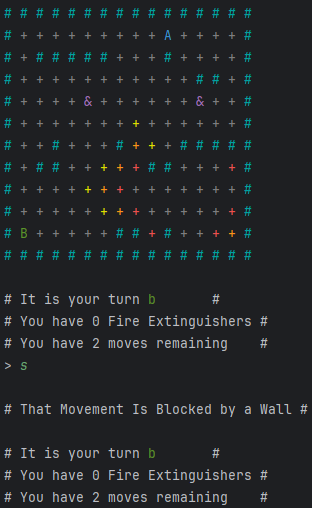 # # # # # # # # # # # # # # # #
# + + + + + + + + + A + + + + #
# + # # # # # + + + # + + + + #
# + + + + + + + + + + + # # + #
# + + + + & + + + + + + & + + #
# + + + + + + + + + + + + + + #
# + + # + + + # + + + # # # # #
# + # # + + + + + # # + + + + #
# + + + + + + + + + + + + + + #
# + + + + + + + + + + + + + + #
# B + + + + + # # + # + + + + #
# # # # # # # # # # # # # # # #
# It is your turn b #
# You have 0 Fire Extinguishers #
# You have 2 moves remaining #
> s
# That Movement Is Blocked by a Wall #
# It is your turn b #
# You have 0 Fire Extinguishers #
# You have 2 moves remaining #